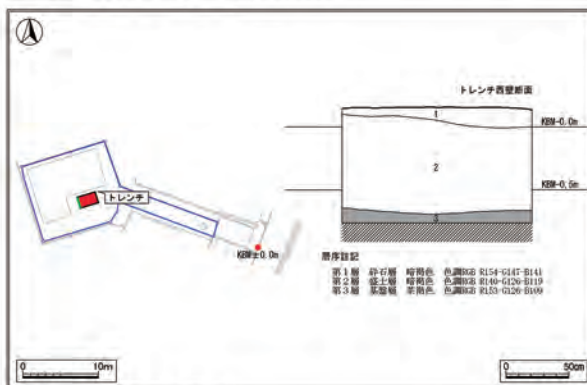 トレンチ西壁断面
1
KBM-0.0m
2
KBM-0.5m
3
トレンチ
KBM±0.0m
層序註記
第1層 砕石層 暗褐色 色調RGB R154-G147-B141
第2層 盛土層 暗褐色 色調RGB R140-G126-B119
第3層 基盤層 茶褐色 色調RGB R153-G126-B109
0 10m
0 50cm